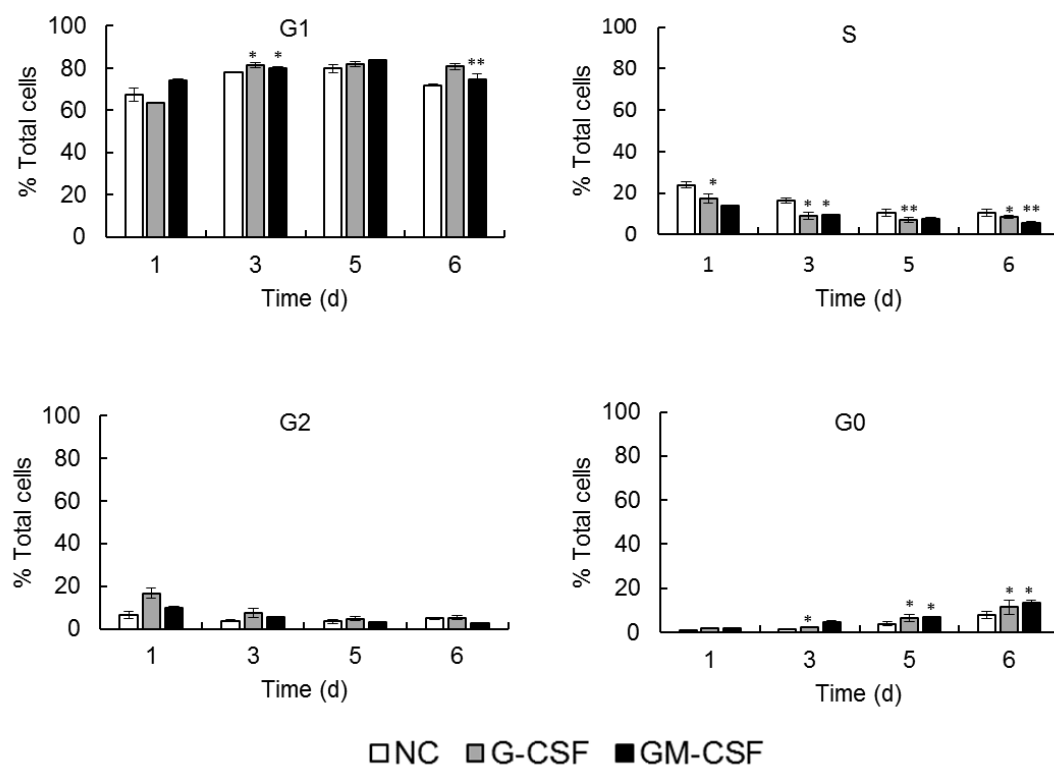 G1
100
80
60
40
20
0
% Total cells
* * **
1 3 5 6
Time (d)
S
100
80
60
40
20
0
% Total cells
* * * ** * **
1 3 5 6
Time (d)
G2
100
80
60
40
20
0
% Total cells
1 3 5 6
Time (d)
G0
100
80
60
40
20
0
% Total cells
* * * * *
1 3 5 6
Time (d)
NC G-CSF GM-CSF